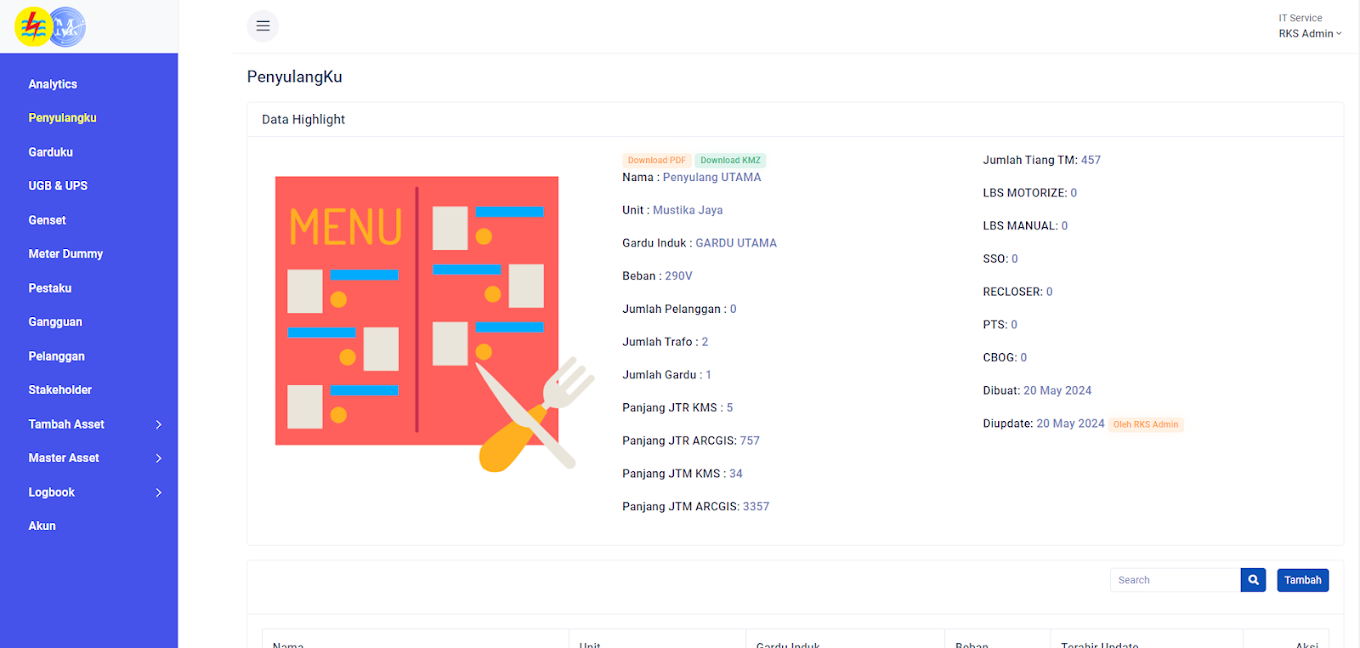 IT Service
RKS Admin
Analytics
Penyulangku
Garduku
UGB & UPS
Genset
Meter Dummy
Pestaku
Gangguan
Pelanggan
Stakeholder
Tambah Asset
Master Asset
Logbook
Akun
PenyulangKu
Data Highlight
MENU
Download PDF Download KMZ
Nama : Penyulang UTAMA
Unit : Mustika Jaya
Gardu Induk : GARDU UTAMA
Beban : 290V
Jumlah Pelanggan : 0
Jumlah Trafo : 2
Jumlah Gardu : 1
Panjang JTR KMS : 5
Panjang JTR ARCGIS: 757
Panjang JTM KMS : 34
Panjang JTM ARCGIS: 3357
Jumlah Tiang TM: 457
LBS MOTORIZE: 0
LBS MANUAL: 0
SSO: 0
RECLOSER: 0
PTS: 0
CBOG: 0
Dibuat: 20 May 2024
Diupdate: 20 May 2024 Oleh RKS Admin
Search Tambah
Nama Unit Gardu Induk Beban Terahir Update Aksi